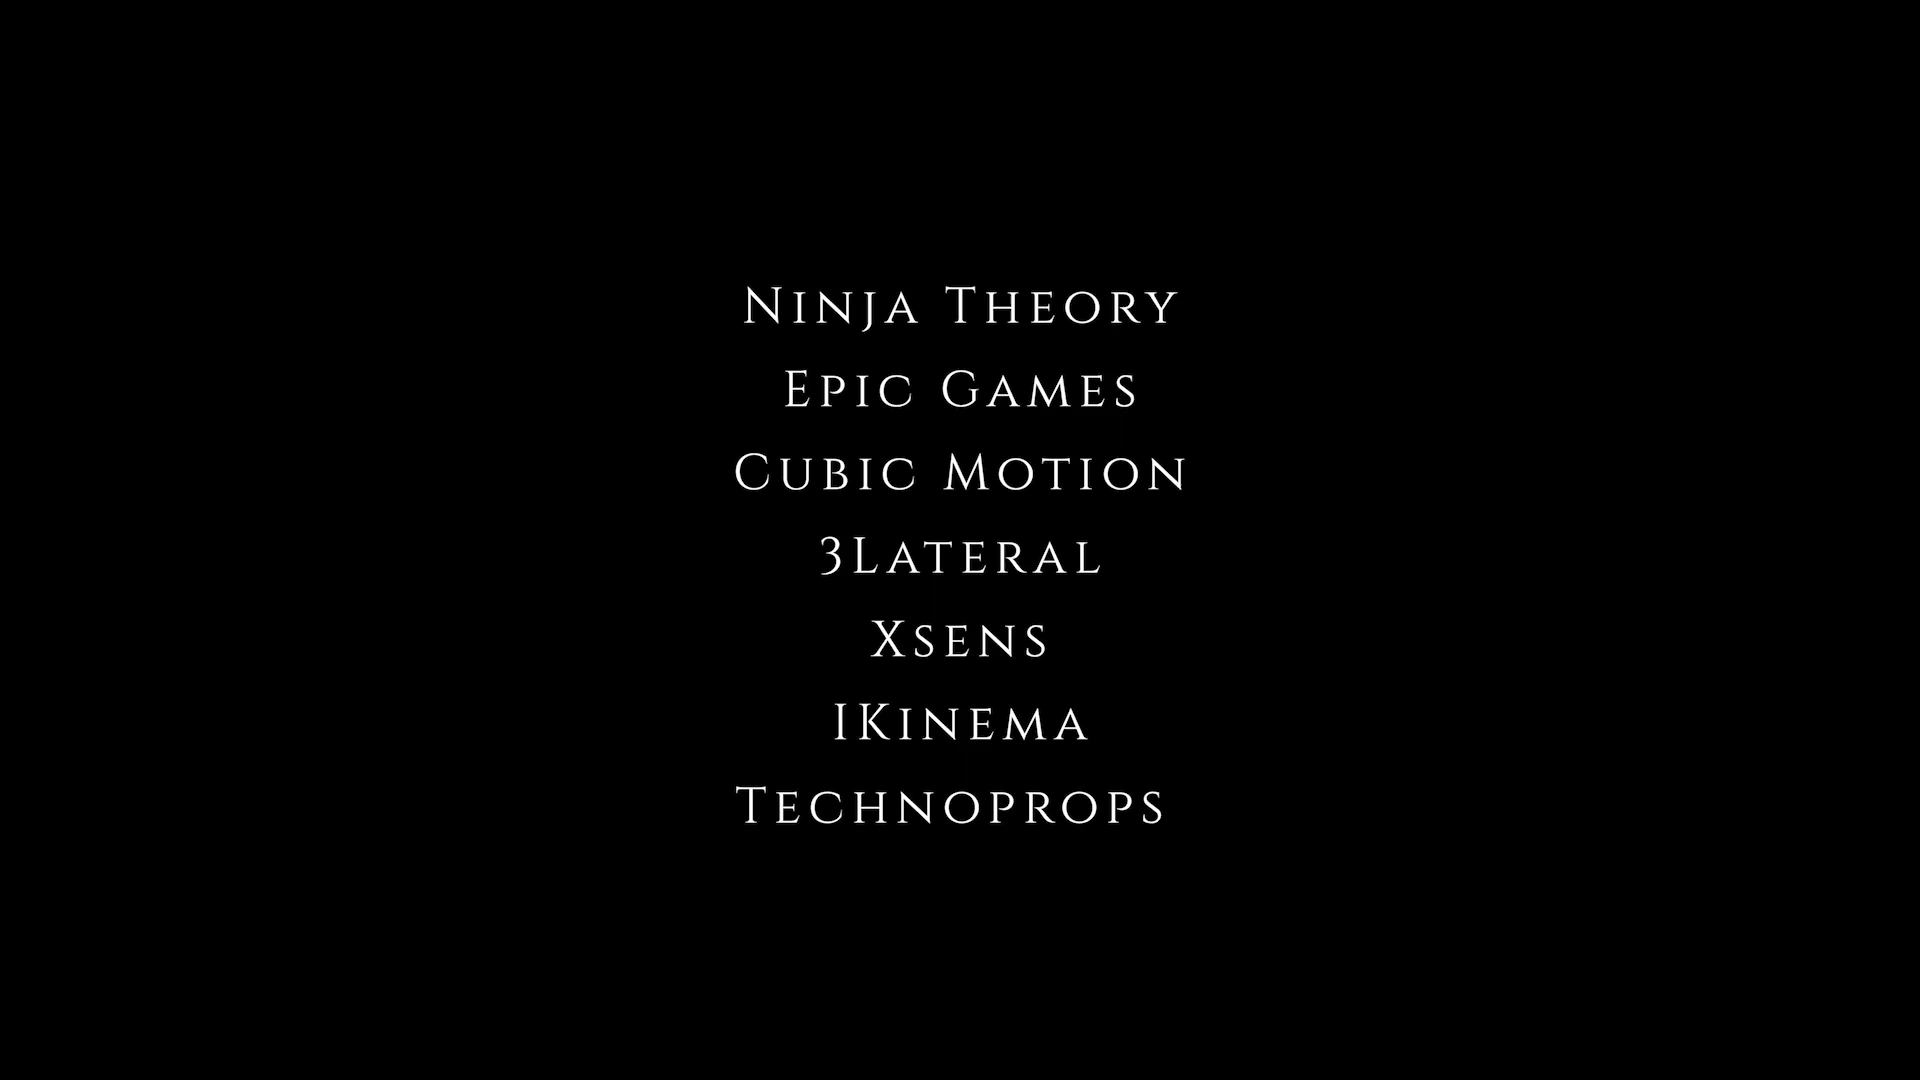 Ninja Theory
Epic Games
Cubic Motion
3Lateral
Xsens
IKinema
Technoprops